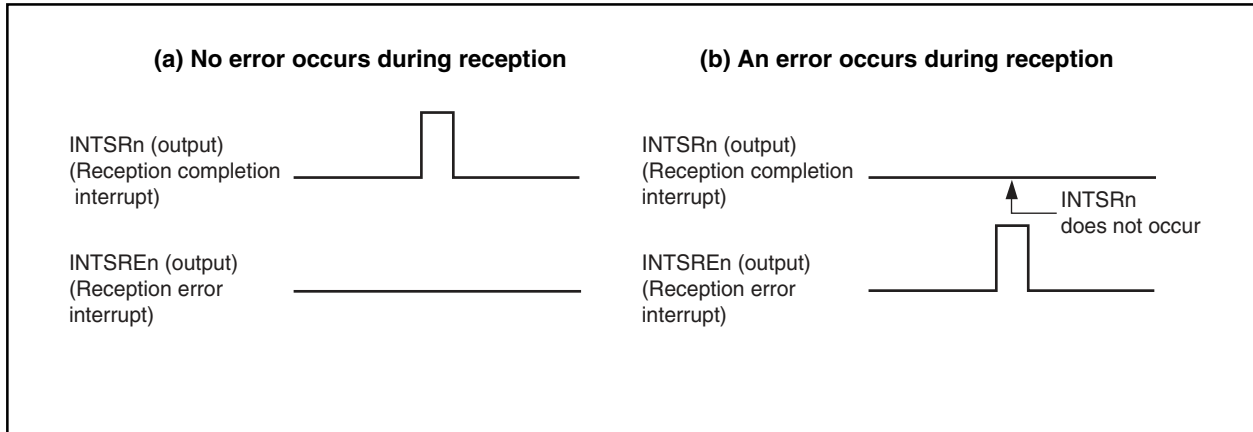 (a) No error occurs during reception
INTSRn (output)
(Reception completion
interrupt)
INTSREn (output)
(Reception error
interrupt)
(b) An error occurs during reception
INTSRn (output)
(Reception completion
interrupt)
INTSRn
does not occur
INTSREn (output)
(Reception error
interrupt)